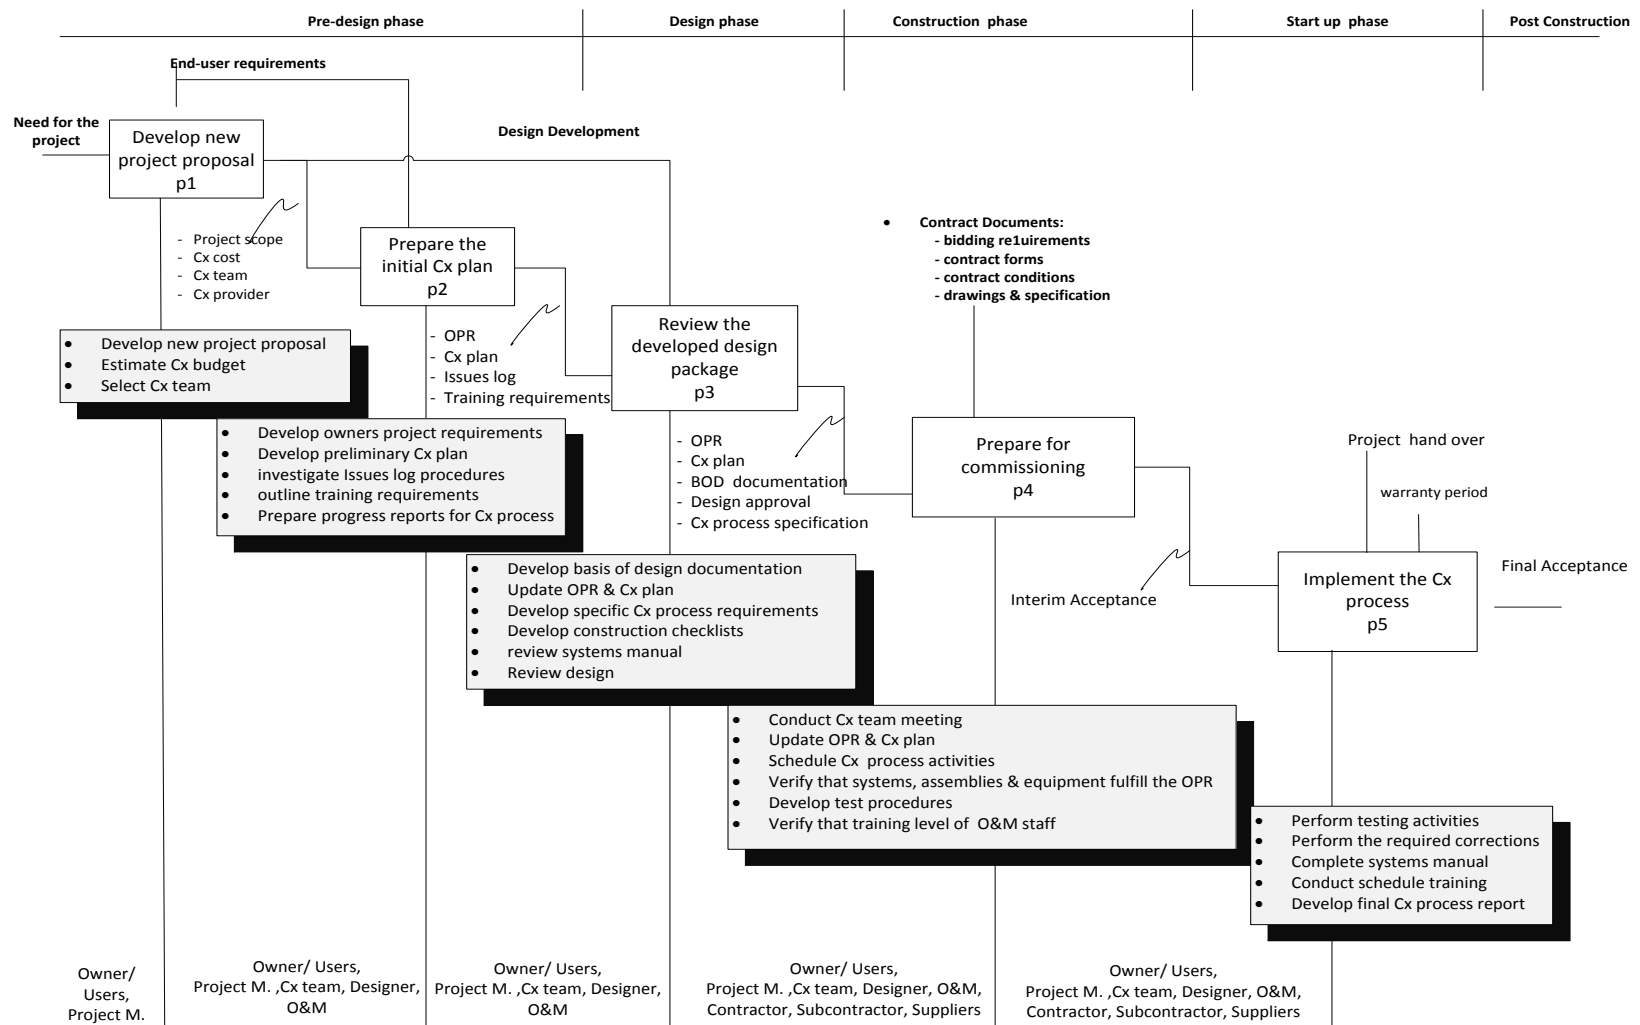 Pre-design phase
Design phase
Construction  phase
Start up  phase
Post Construction
End-user requirements
Need for the
project
Develop new
project proposal
p1
Design Development
- Project scope
- Cx cost
- Cx team
- Cx provider
Prepare the
initial Cx plan
p2
• Contract Documents:
- bidding re1uirements
- contract forms
- contract conditions
- drawings & specification
• Develop new project proposal
• Estimate Cx budget
• Select Cx team
- OPR
- Cx plan
- Issues log
- Training requirements
Review the
developed design
package
p3
• Develop owners project requirements
• Develop preliminary Cx plan
• investigate Issues log procedures
• outline training requirements
• Prepare progress reports for Cx process
- OPR
- Cx plan
- BOD  documentation
- Design approval
- Cx process specification
Prepare for
commissioning
p4
Project  hand over
warranty period
• Develop basis of design documentation
• Update OPR & Cx plan
• Develop specific Cx process requirements
• Develop construction checklists
• review systems manual
• Review design
Interim Acceptance
Implement the Cx
process
p5
Final Acceptance
• Conduct Cx team meeting
• Update OPR & Cx plan
• Schedule Cx  process activities
• Verify that systems, assemblies & equipment fulfill the OPR
• Develop test procedures
• Verify that training level of  O&M staff
• Perform testing activities
• Perform the required corrections
• Complete systems manual
• Conduct schedule training
• Develop final Cx process report
Owner/
Users,
Project M.
Owner/ Users,
Project M. ,Cx team, Designer,
O&M
Owner/ Users,
Project M. ,Cx team, Designer,
O&M
Owner/ Users,
Project M. ,Cx team, Designer, O&M,
Contractor, Subcontractor, Suppliers
Owner/ Users,
Project M. ,Cx team, Designer, O&M,
Contractor, Subcontractor, Suppliers